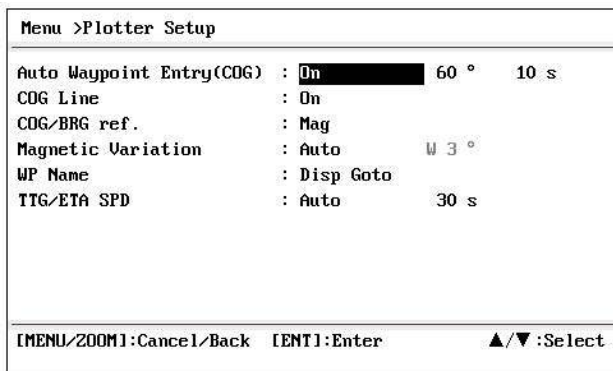 Menu >Plotter Setup
Auto Waypoint Entry(COG) : On 60 ° 10 s
COG Line : On
COG/BRG ref. : Mag
Magnetic Variation : Auto W 3 °
WP Name : Disp Goto
TTG/ETA SPD : Auto 30 s
[MENU/ZOOM]:Cancel/Back [ENT]:Enter ▲/▼:Select